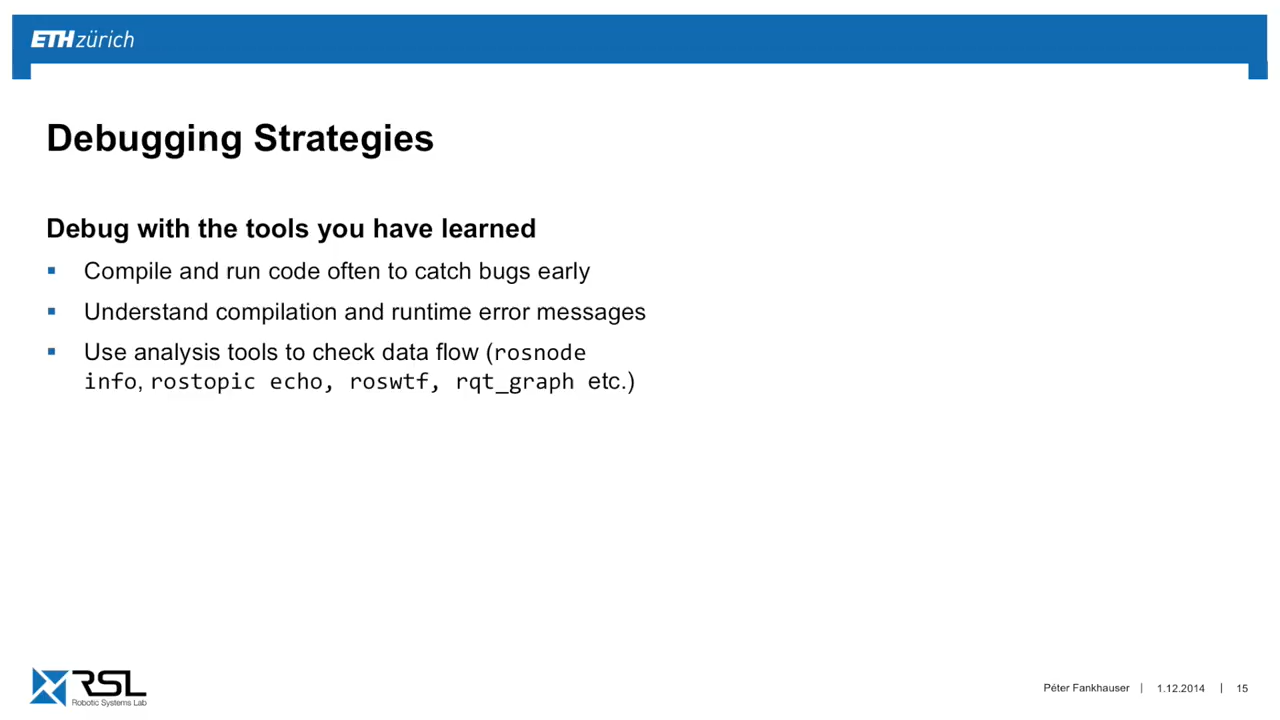 ETH zürich
Debugging Strategies
Debug with the tools you have learned
▪ Compile and run code often to catch bugs early
▪ Understand compilation and runtime error messages
▪ Use analysis tools to check data flow (rosnode
info, rostopic echo, roswtf, rqt_graph etc.)
RSL
Robotic Systems Lab
Péter Fankhauser | 1.12.2014 | 15